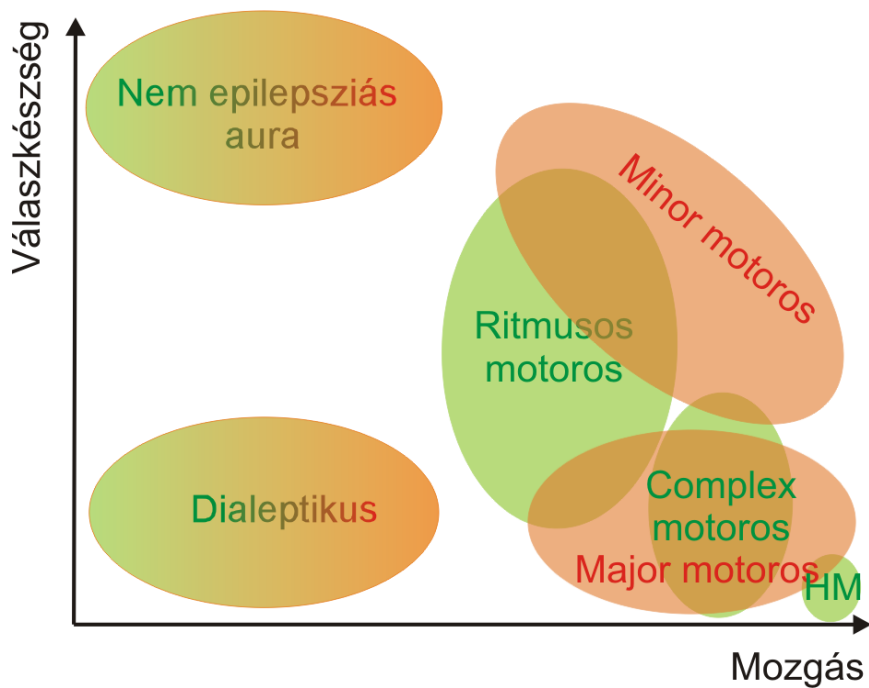 Válaszkészség
Nem epilepsziás
aura
Minor motoros
Ritmusos
motoros
Dialeptikus
Complex
motoros
Major motoros
HM
Mozgás